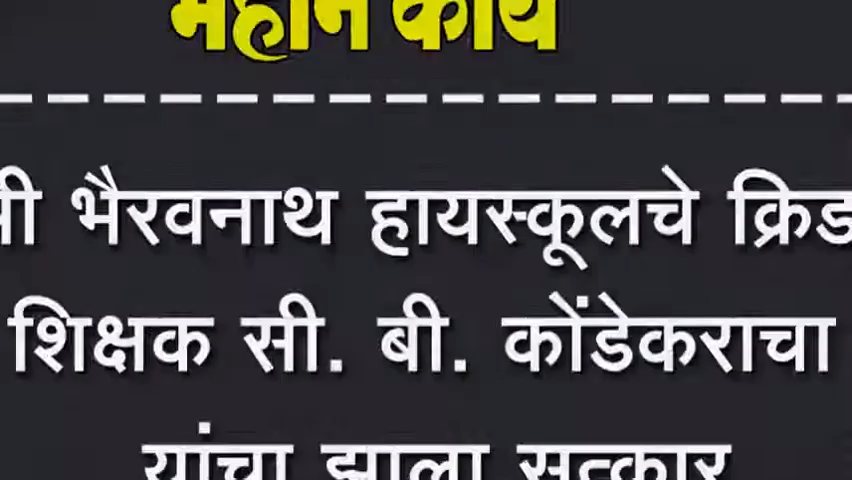 महान कार्य
भैरवनाथ हायस्कूलचे
शिक्षक सी. बी. कोंडेकराचा
यांचा झाला सत्कार